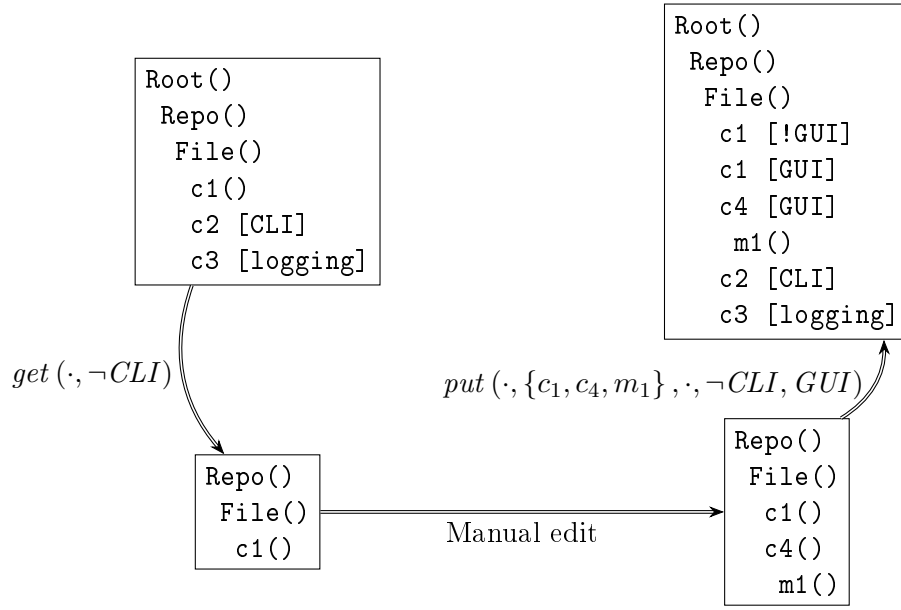 Root()
Repo()
File()
c1()
c2 [CLI]
c3 [logging]
Root()
Repo()
File()
c1 [!GUI]
c1 [GUI]
c4 [GUI]
m1()
c2 [CLI]
c3 [logging]
get (·, ¬CLI)
put (·, {c₁, c₄, m₁} , ·, ¬CLI, GUI)
Repo()
File()
c1()
Manual edit
Repo()
File()
c1()
c4()
m1()